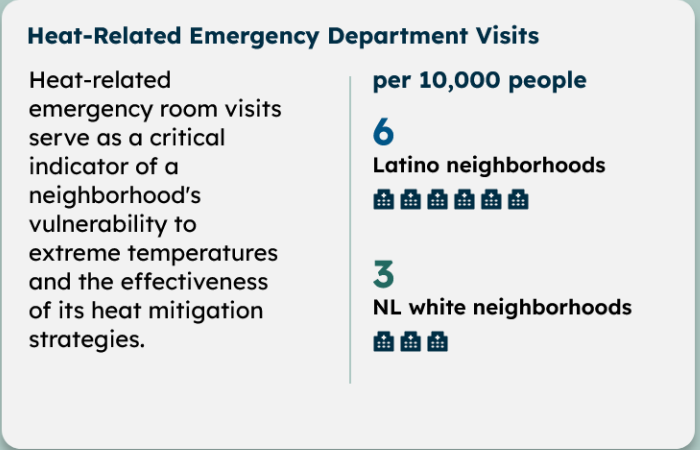 Heat-Related Emergency Department Visits
Heat-related
emergency room visits
serve as a critical
indicator of a
neighborhood's
vulnerability to
extreme temperatures
and the effectiveness
of its heat mitigation
strategies.
per 10,000 people
6
Latino neighborhoods
3
NL white neighborhoods